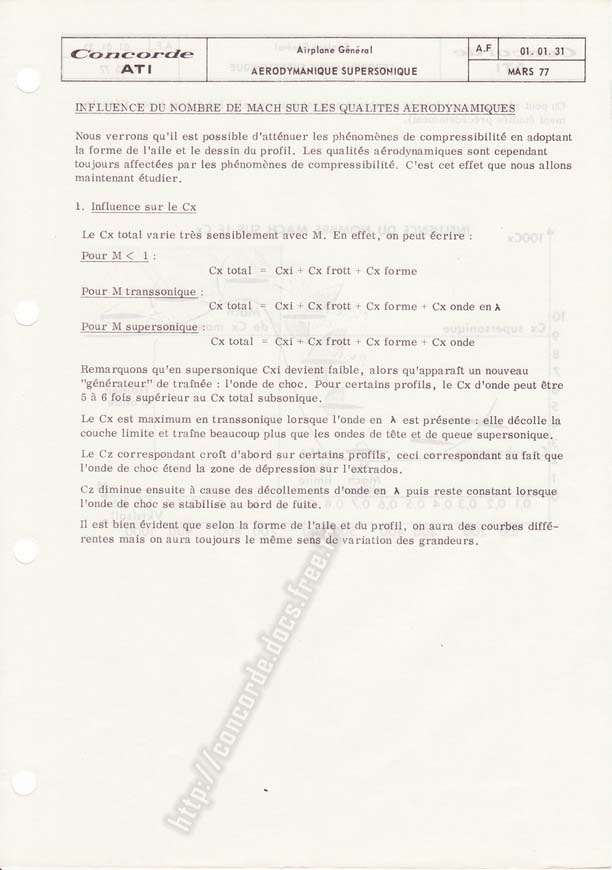 Concorde
ATI
Airplane Général
AERODYMANIQUE SUPERSONIQUE
A.F
01. 01. 31
MARS 77
INFLUENCE DU NOMBRE DE MACH SUR LES QUALITES AERODYNAMIQUES
Nous verrons qu'il est possible d'atténuer les phénomènes de compressibilité en adoptant
la forme de l'aile et le dessin du profil. Les qualités aérodynamiques sont cependant
toujours affectées par les phénomènes de compressibilité. C'est cet effet que nous allons
maintenant étudier.
1. Influence sur le Cx
Le Cx total varie très sensiblement avec M. En effet, on peut écrire :
Pour M < 1 :
Cx total = Cxi + Cx frott + Cx forme
Pour M transsonique :
Cx total = Cxi + Cx frott + Cx forme + Cx onde en λ
Pour M supersonique :
Cx total = Cxi + Cx frott + Cx forme + Cx onde
Remarquons qu'en supersonique Cxi devient faible, alors qu'apparaît un nouveau
"générateur" de traînée : l'onde de choc. Pour certains profils, le Cx d'onde peut être
5 à 6 fois supérieur au Cx total subsonique.
Le Cx est maximum en transsonique lorsque l'onde en λ est présente : elle décolle la
couche limite et traîne beaucoup plus que les ondes de tête et de queue supersonique.
Le Cz correspondant croît d'abord sur certains profils, ceci correspondant au fait que
l'onde de choc étend la zone de dépression sur l'extrados.
Cz diminue ensuite à cause des décollements d'onde en λ puis reste constant lorsque
l'onde de choc se stabilise au bord de fuite.
Il est bien évident que selon la forme de l'aile et du profil, on aura des courbes diffé-
rentes mais on aura toujours le même sens de variation des grandeurs.
http://concorde.docs.free.fr